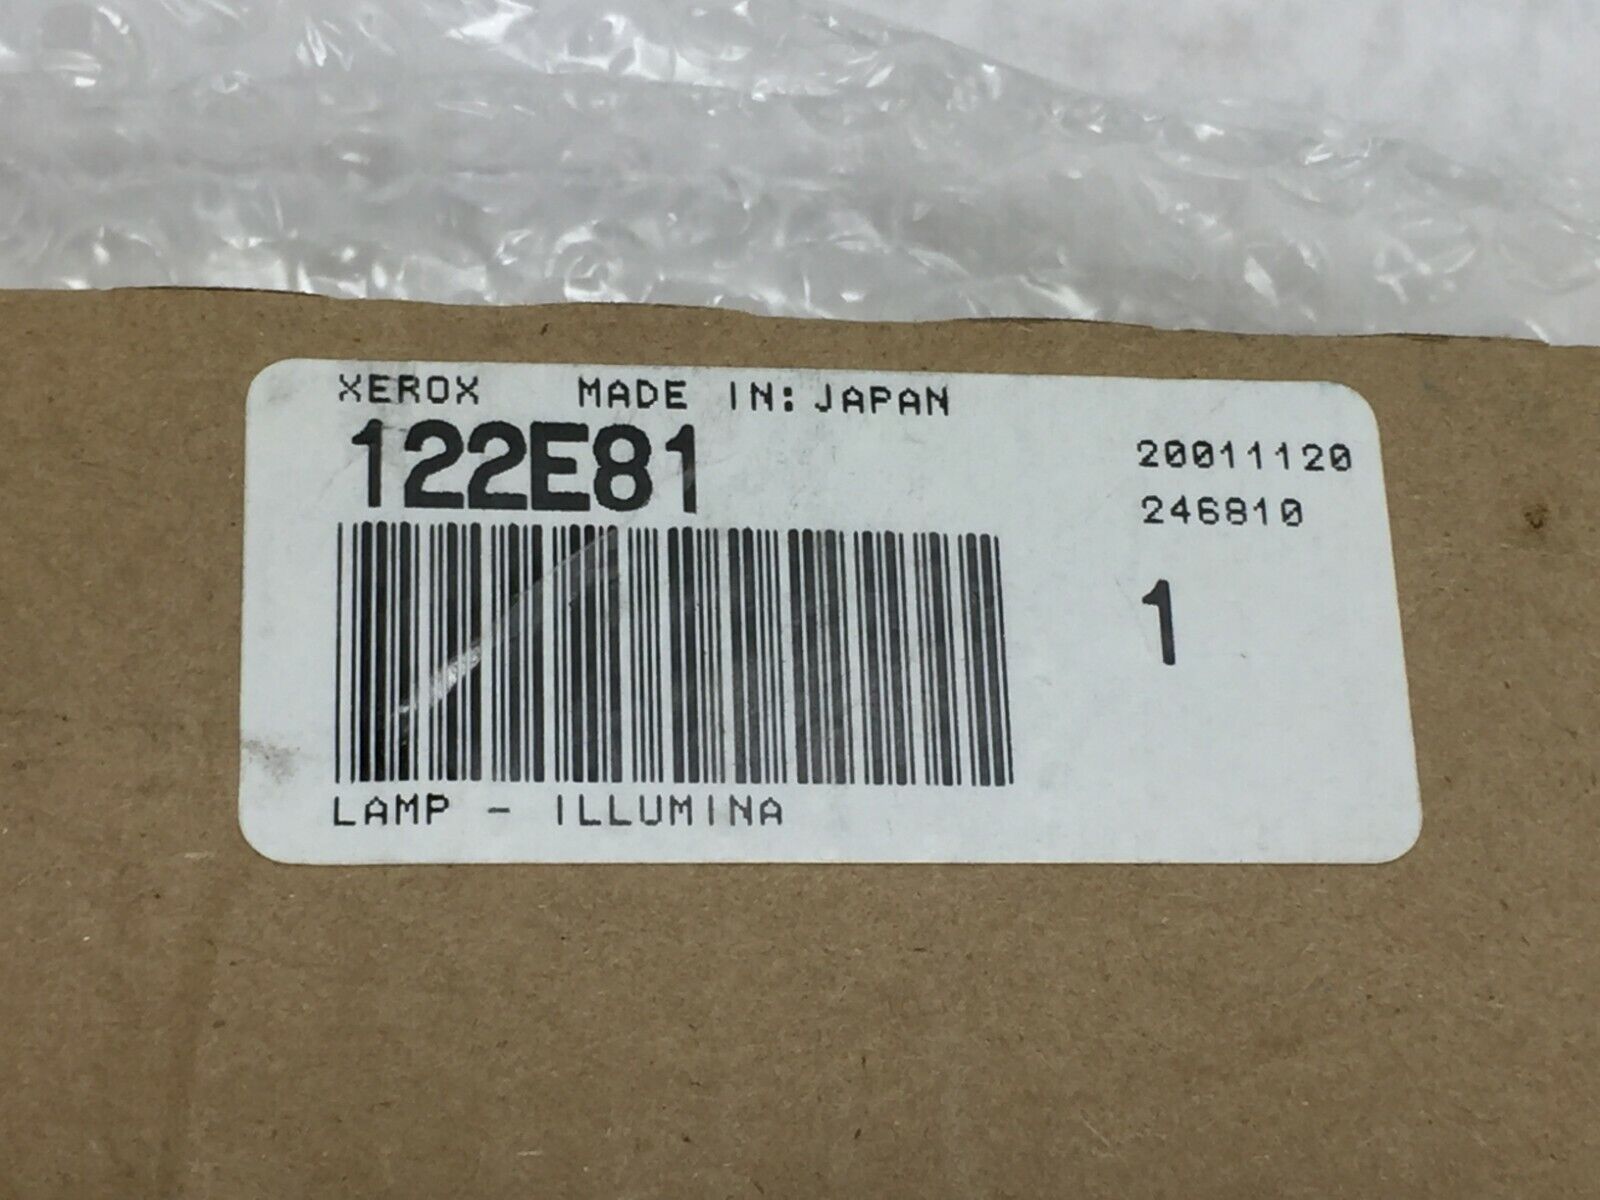 XEROX MADE IN: JAPAN
122E81
20011120
246810
1
LAMP - ILLUMINA